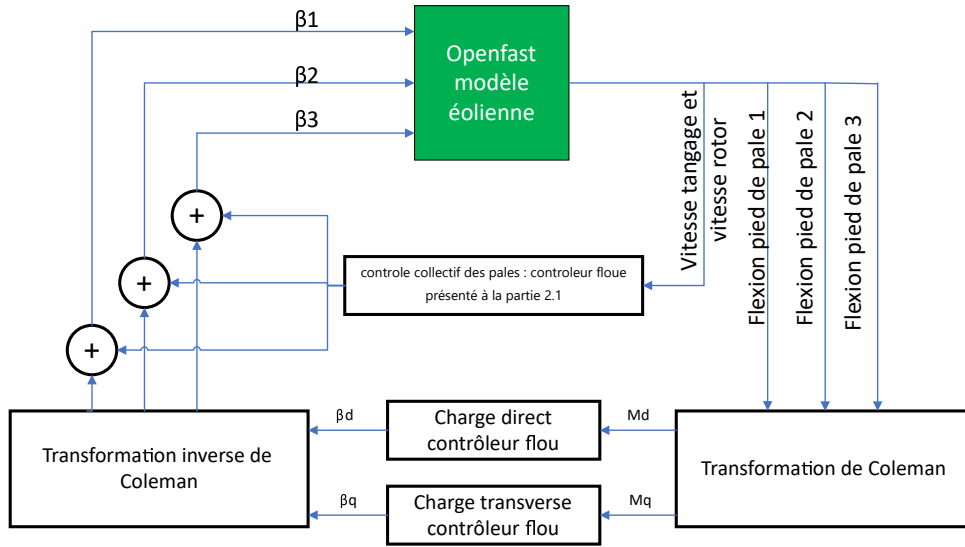 β1
β2
β3
Openfast
modèle
éolienne
Vitesse tangage et
vitesse rotor
Flexion pied de pale 1
Flexion pied de pale 2
Flexion pied de pale 3
+
+
+
controle collectif des pales : controleur floue
présenté à la partie 2.1
Transformation inverse de
Coleman
βd
Charge direct
contrôleur flou
Md
βq
Charge transverse
contrôleur flou
Mq
Transformation de Coleman